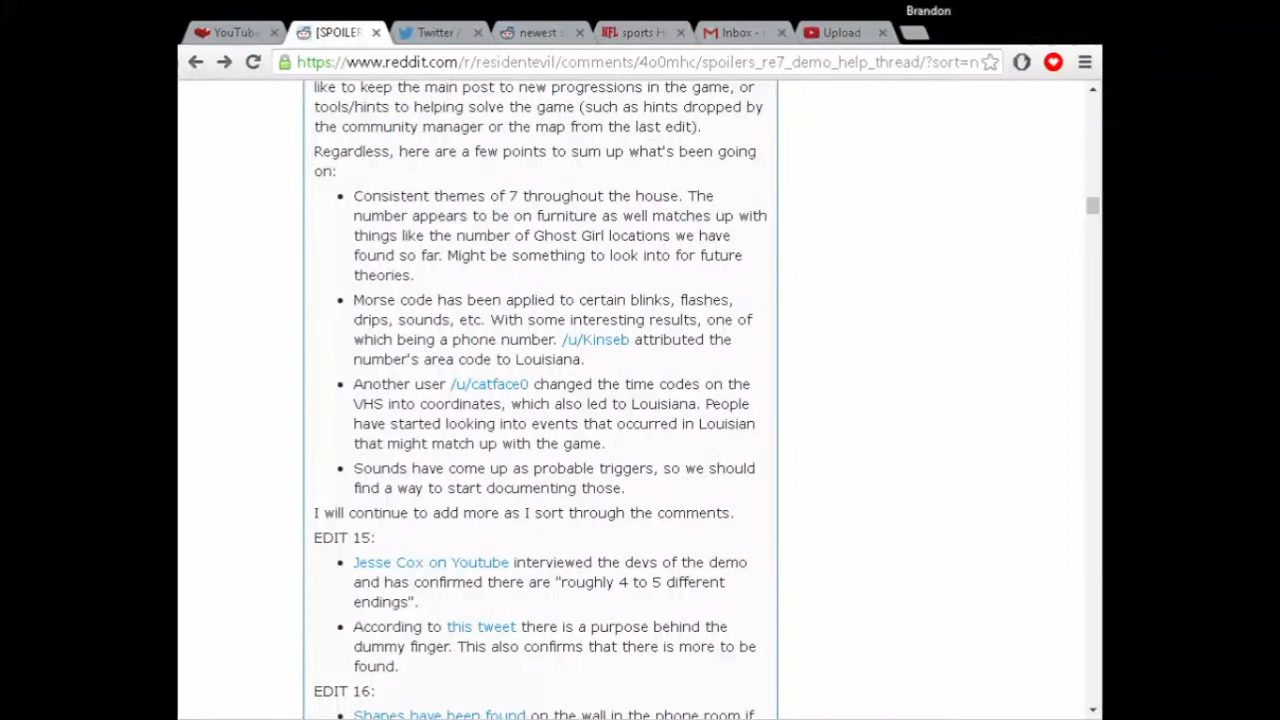 Brandon
YouTub
[SPOILER
Twitter /
newest
NFL sports H
Inbox -
Upload
https://www.reddit.com/r/residentevil/comments/4o0mhc/spoilers_re7_demo_help_thread/?sort=n
like to keep the main post to new progressions in the game, or
tools/hints to helping solve the game (such as hints dropped by
the community manager or the map from the last edit).
Regardless, here are a few points to sum up what's been going
on:
• Consistent themes of 7 throughout the house. The
number appears to be on furniture as well matches up with
things like the number of Ghost Girl locations we have
found so far. Might be something to look into for future
theories.
• Morse code has been applied to certain blinks, flashes,
drips, sounds, etc. With some interesting results, one of
which being a phone number. /u/Kinseb attributed the
number's area code to Louisiana.
• Another user /u/catface0 changed the time codes on the
VHS into coordinates, which also led to Louisiana. People
have started looking into events that occurred in Louisian
that might match up with the game.
• Sounds have come up as probable triggers, so we should
find a way to start documenting those.
I will continue to add more as I sort through the comments.
EDIT 15:
• Jesse Cox on Youtube interviewed the devs of the demo
and has confirmed there are "roughly 4 to 5 different
endings".
• According to this tweet there is a purpose behind the
dummy finger. This also confirms that there is more to be
found.
EDIT 16:
• Shapes have been found on the wall in the phone room if